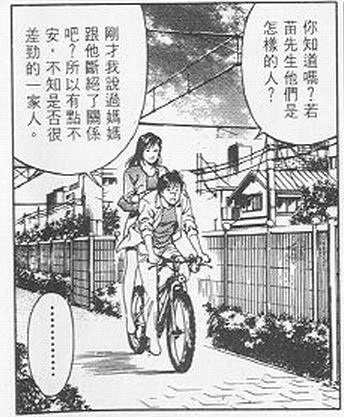 你知道嗎?若
苗先生他們是
怎樣的人?
剛才我說過媽媽
跟他斷絕了關係
吧?所以有點不
安,不知是否很
差勁的一家人。
…………